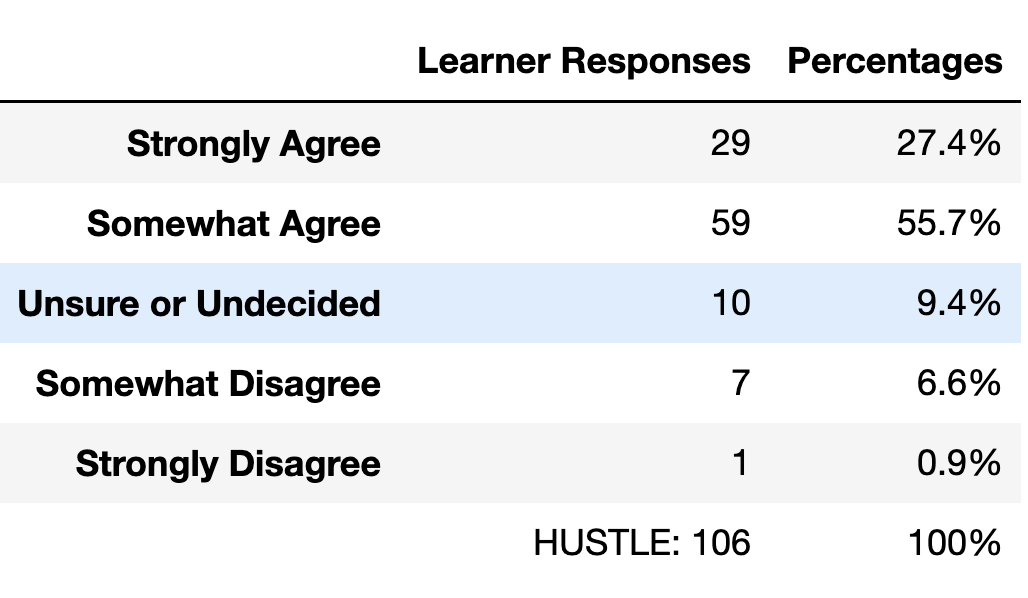 Learner Responses Percentages
Strongly Agree 29 27.4%
Somewhat Agree 59 55.7%
Unsure or Undecided 10 9.4%
Somewhat Disagree 7 6.6%
Strongly Disagree 1 0.9%
HUSTLE: 106 100%